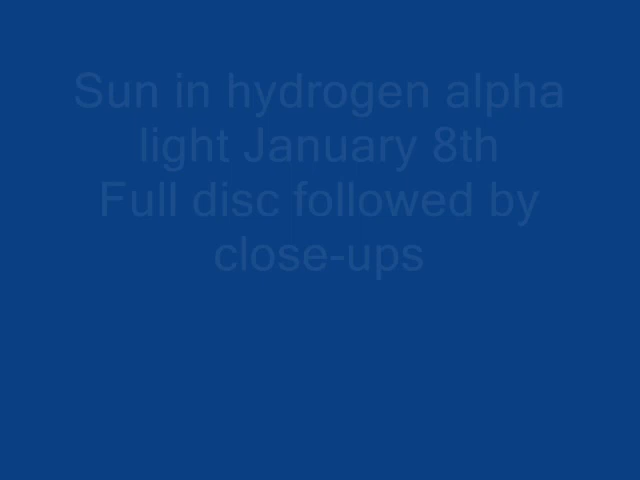 Sun in hydrogen alpha
light January 8th
Full disc followed by
close-ups